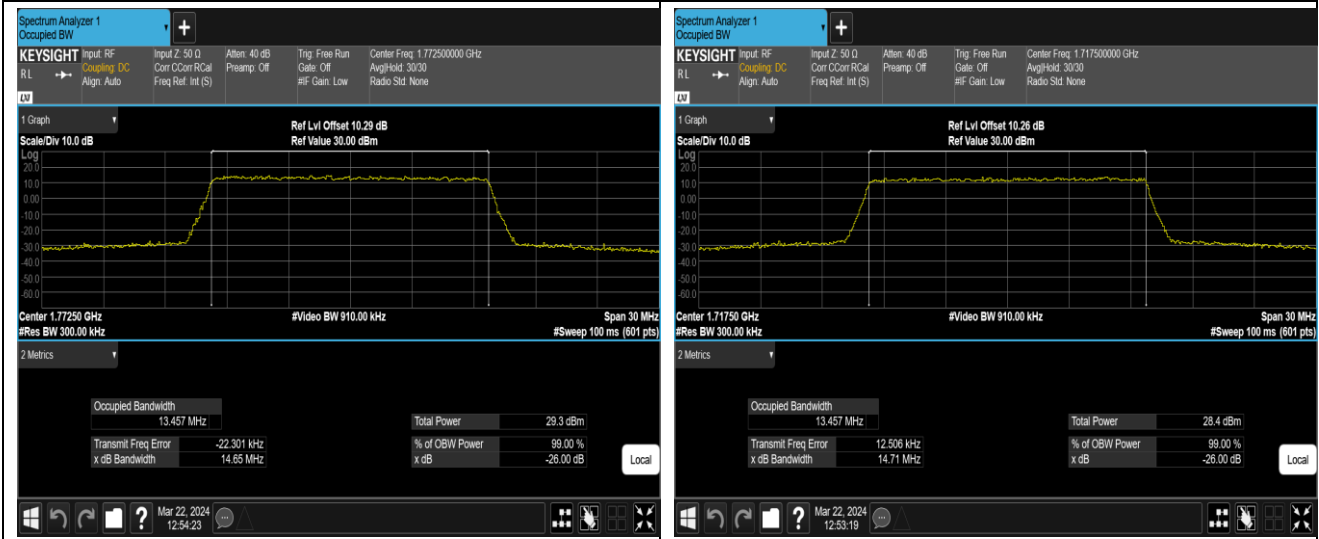 Spectrum Analyzer 1
Occupied BW
+
KEYSIGHT
RL
LXI
Input: RF
Coupling: DC
Align: Auto
Input Z: 50 Ω
Corr CCorr RCal
Freq Ref: Int (S)
Atten: 40 dB
Preamp: Off
Trig: Free Run
Gate: Off
#IF Gain: Low
Center Freq: 1.772500000 GHz
Avg|Hold: 30/30
Radio Std: None
1 Graph
Scale/Div 10.0 dB
Ref Lvl Offset 10.29 dB
Ref Value 30.00 dBm
Log
20.0
10.0
0.00
-10.0
-20.0
-30.0
-40.0
-50.0
-60.0
Center 1.77250 GHz
#Video BW 910.00 kHz
Span 30 MHz
#Res BW 300.00 kHz
#Sweep 100 ms (601 pts)
2 Metrics
Occupied Bandwidth
13.457 MHz
Total Power 29.3 dBm
Transmit Freq Error -22.301 kHz
% of OBW Power 99.00 %
x dB Bandwidth 14.65 MHz
x dB -26.00 dB
Local
?
Mar 22, 2024
12:54:23
Spectrum Analyzer 1
Occupied BW
+
KEYSIGHT
RL
LXI
Input: RF
Coupling: DC
Align: Auto
Input Z: 50 Ω
Corr CCorr RCal
Freq Ref: Int (S)
Atten: 40 dB
Preamp: Off
Trig: Free Run
Gate: Off
#IF Gain: Low
Center Freq: 1.717500000 GHz
Avg|Hold: 30/30
Radio Std: None
1 Graph
Scale/Div 10.0 dB
Ref Lvl Offset 10.26 dB
Ref Value 30.00 dBm
Log
20.0
10.0
0.00
-10.0
-20.0
-30.0
-40.0
-50.0
-60.0
Center 1.71750 GHz
#Video BW 910.00 kHz
Span 30 MHz
#Res BW 300.00 kHz
#Sweep 100 ms (601 pts)
2 Metrics
Occupied Bandwidth
13.457 MHz
Total Power 28.4 dBm
Transmit Freq Error 12.506 kHz
% of OBW Power 99.00 %
x dB Bandwidth 14.71 MHz
x dB -26.00 dB
Local
?
Mar 22, 2024
12:53:19